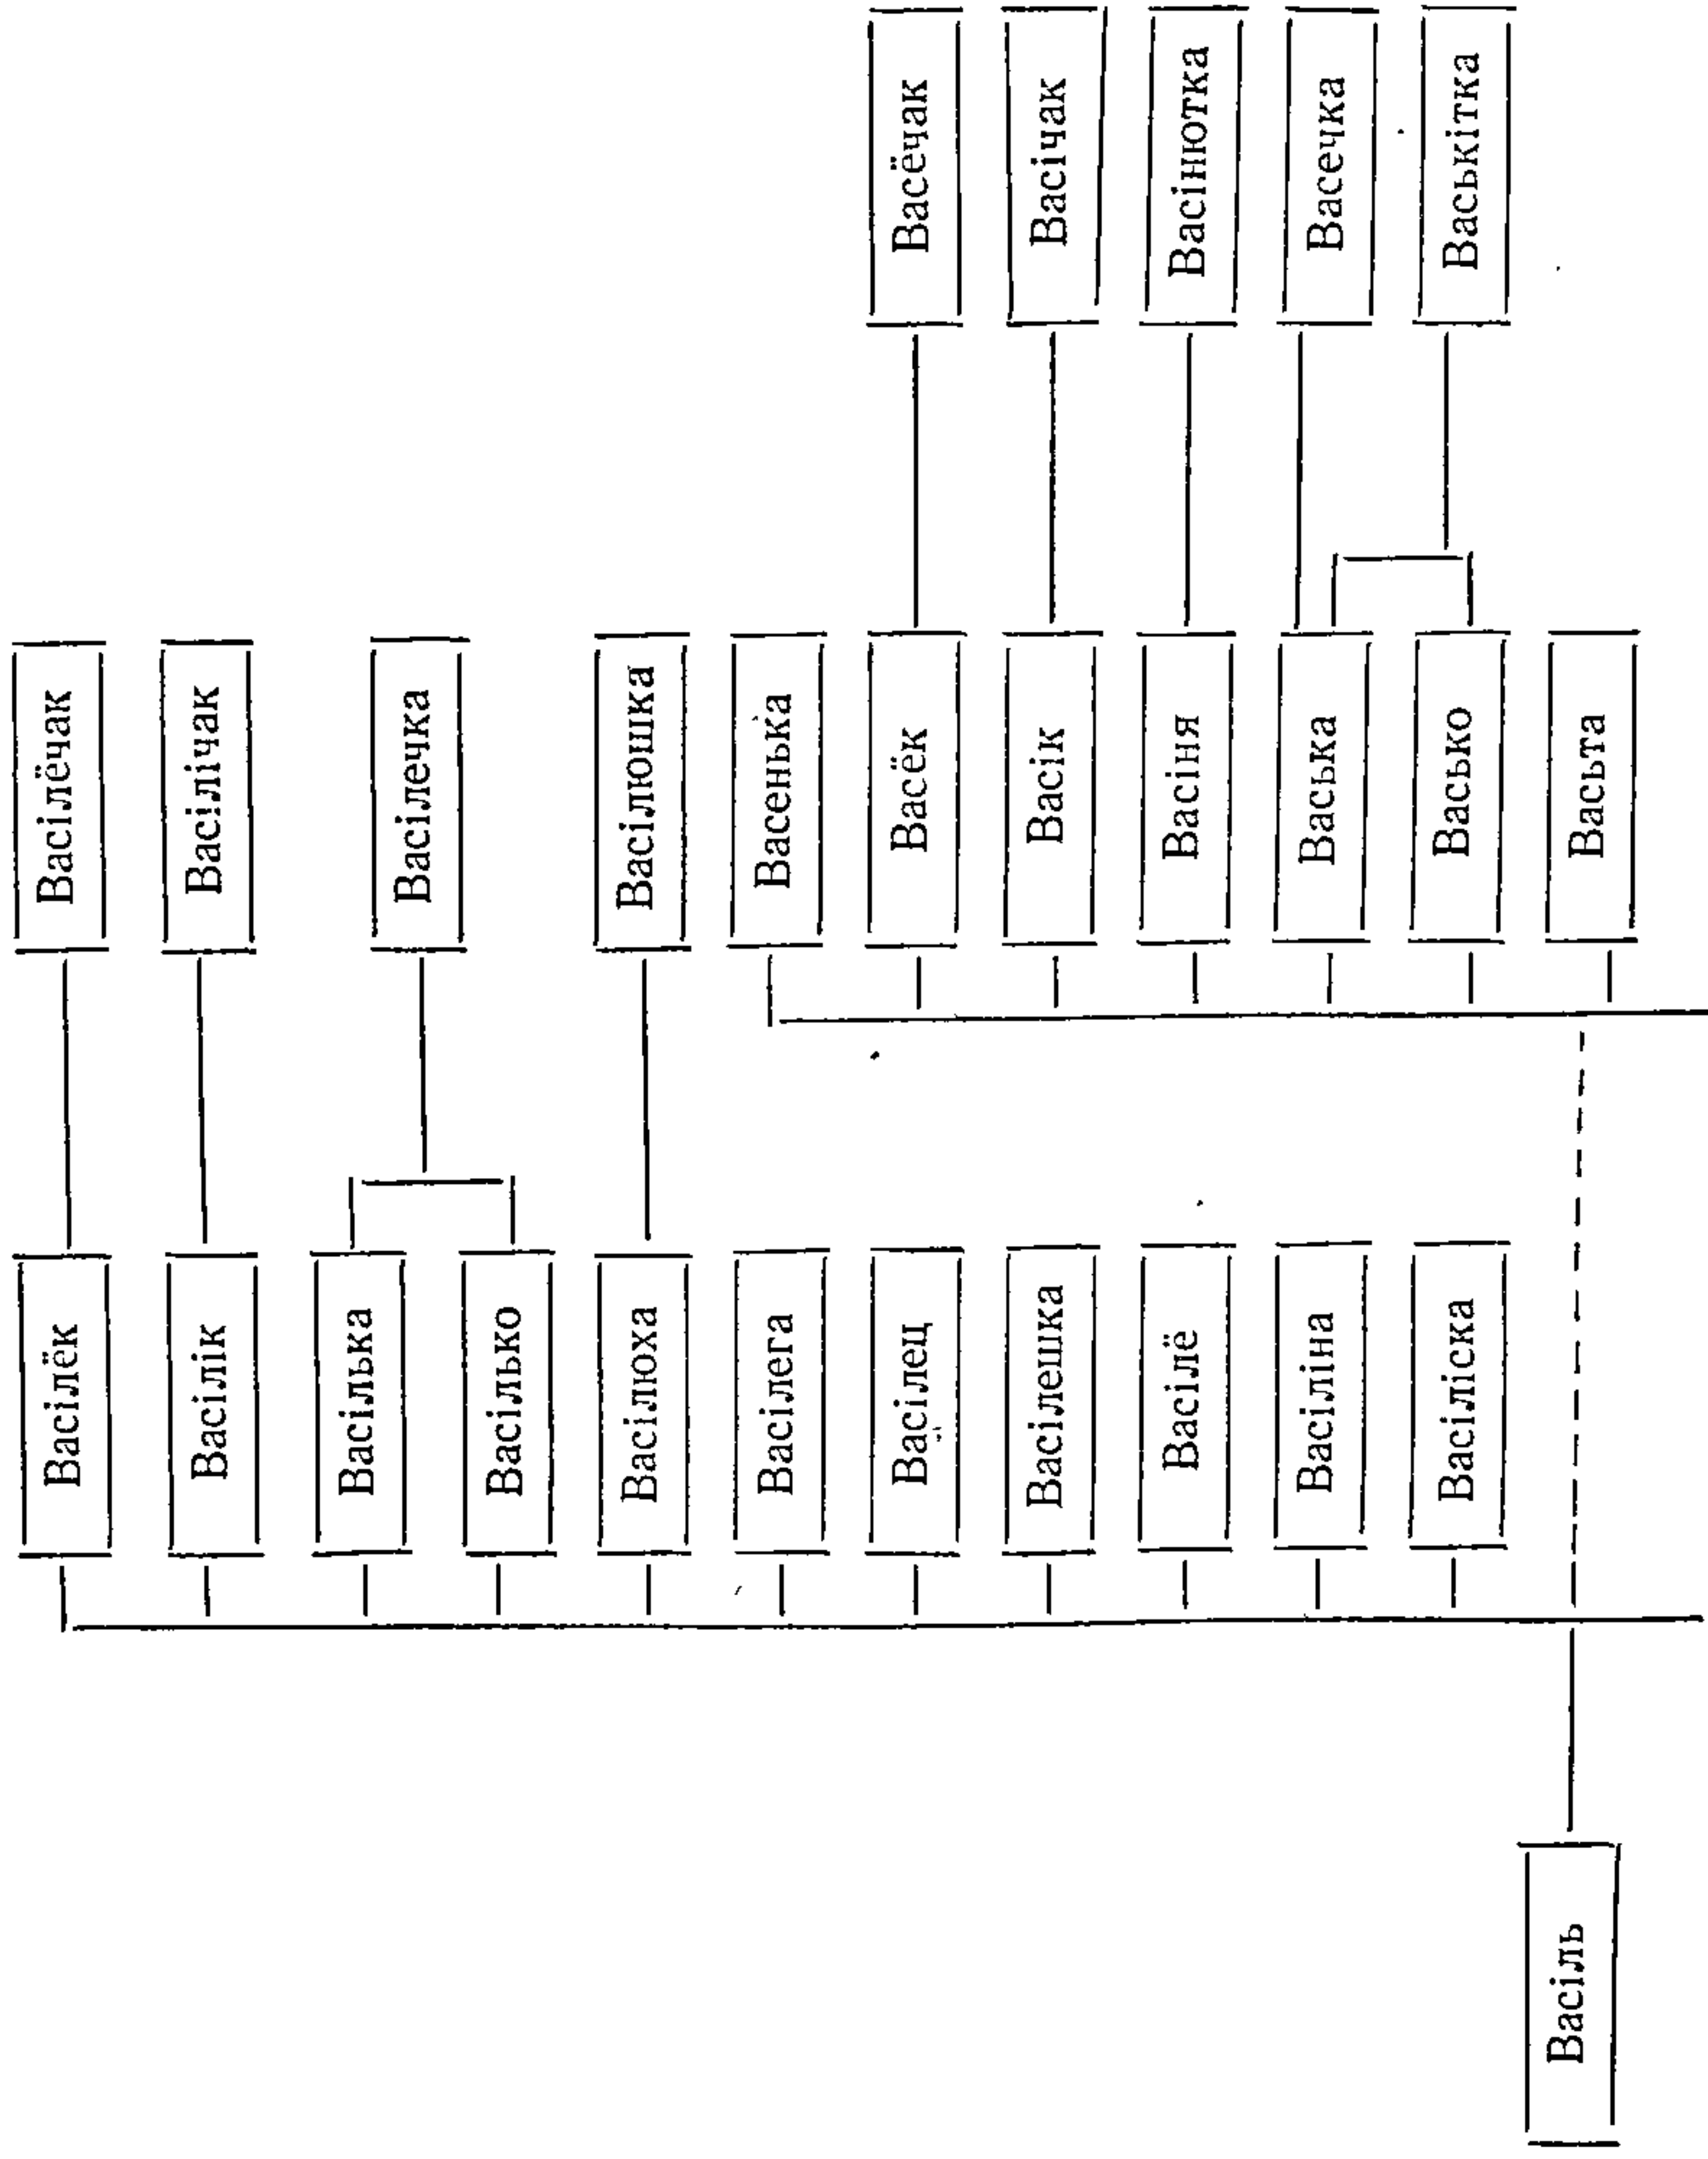 Васіль
Васілёк
Васілік
Васілька
Васілько
Васілюха
Васілега
Васілец
Васілешка
Васілё
Васіліна
Васіліска
Васілёчак
Васілічак
Васілечка
Васілюшка
Васенька
Васёк
Васік
Васіня
Васька
Васько
Васьта
Васёчак
Васічак
Васінютка
Васечка
Васькітка